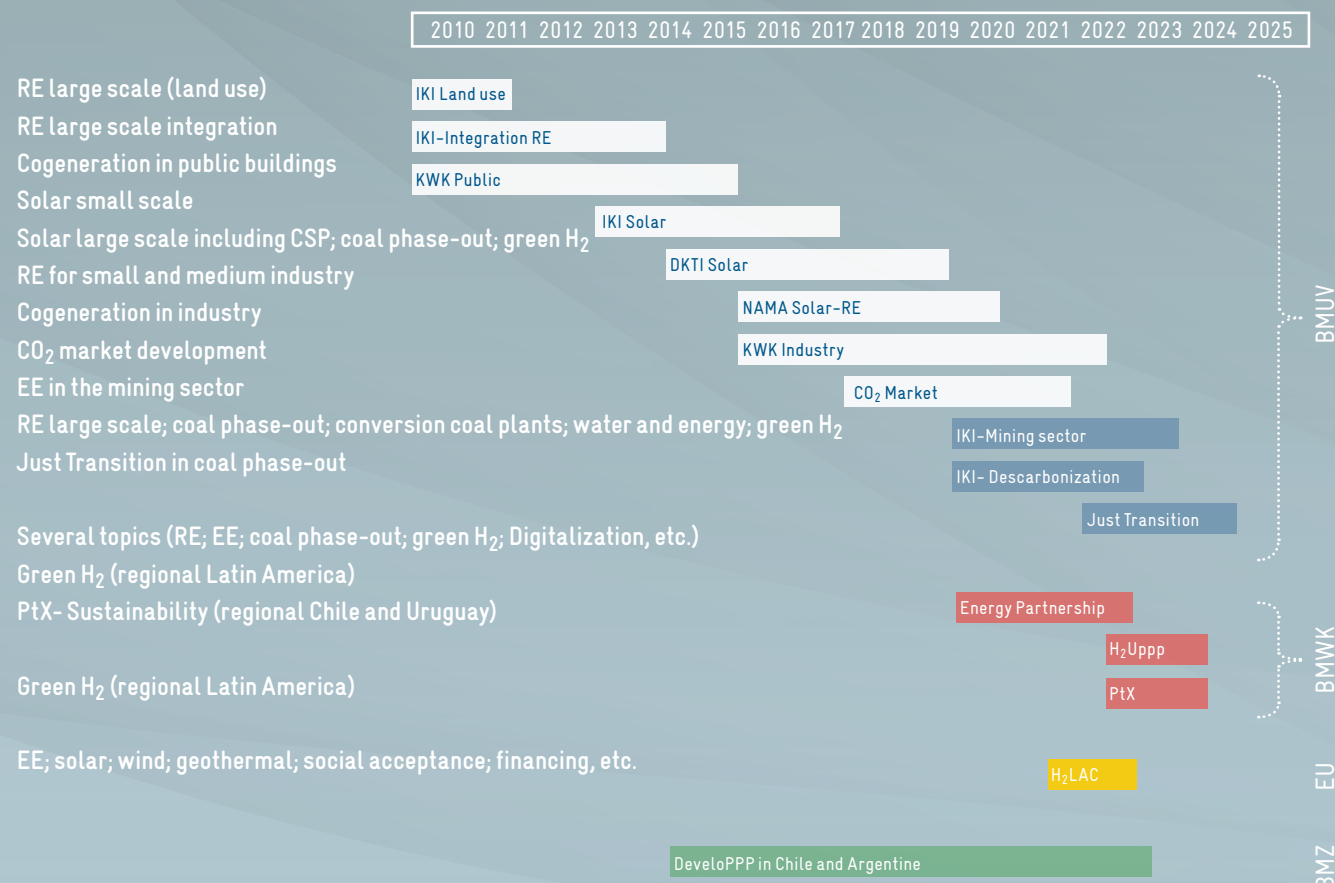 2010 2011 2012 2013 2014 2015 2016 2017 2018 2019 2020 2021 2022 2023 2024 2025
RE large scale (land use)
IKI Land use
RE large scale integration
IKI-Integration RE
Cogeneration in public buildings
KWK Public
Solar small scale
IKI Solar
Solar large scale including CSP; coal phase-out; green H2
DKTI Solar
RE for small and medium industry
NAMA Solar-RE
Cogeneration in industry
KWK Industry
CO2 market development
CO2 Market
EE in the mining sector
IKI-Mining sector
RE large scale; coal phase-out; conversion coal plants; water and energy; green H2
IKI- Descarbonization
Just Transition in coal phase-out
Just Transition
BMUV
Several topics (RE; EE; coal phase-out; green H2; Digitalization, etc.)
Energy Partnership
Green H2 (regional Latin America)
H2Uppp
PtX- Sustainability (regional Chile and Uruguay)
PtX
BMWK
Green H2 (regional Latin America)
H2LAC
EU
EE; solar; wind; geothermal; social acceptance; financing, etc.
DeveloPPP in Chile and Argentine
BMZ